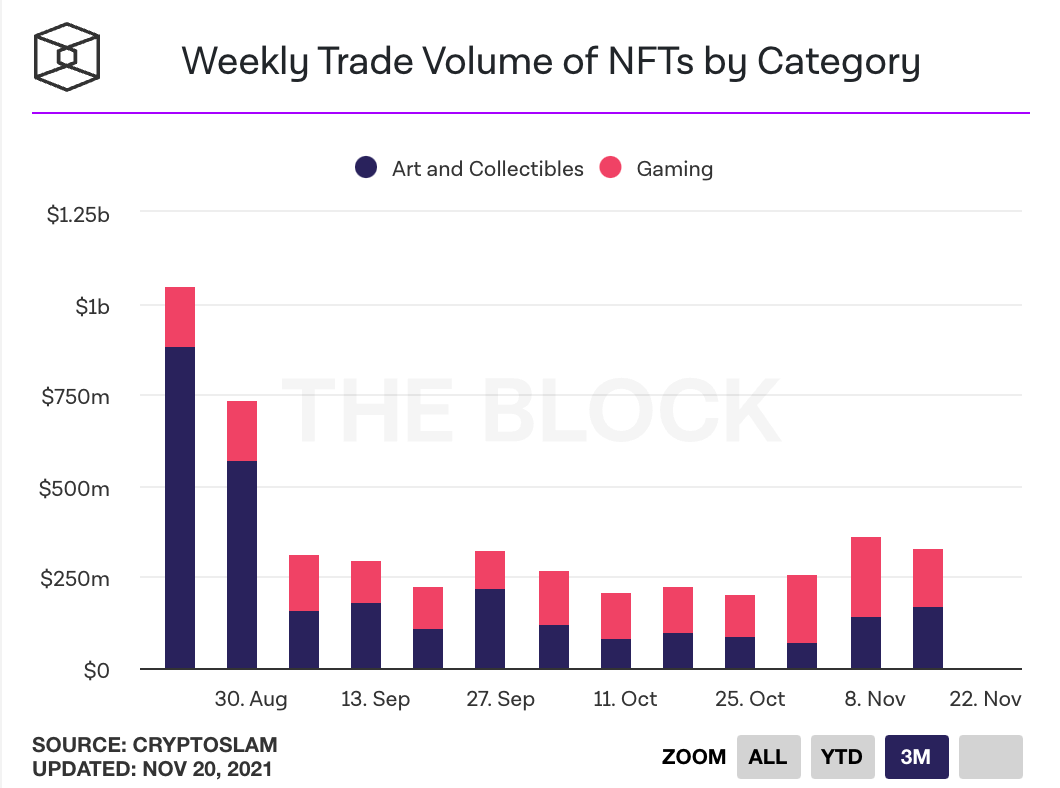 Weekly Trade Volume of NFTs by Category
Art and Collectibles Gaming
$1.25b
$1b
$750m
THE BLOCK
$500m
$250m
$0
30. Aug 13. Sep 27. Sep 11. Oct 25. Oct 8. Nov 22. Nov
SOURCE: CRYPTOSLAM
UPDATED: NOV 20, 2021
ZOOM ALL YTD 3M